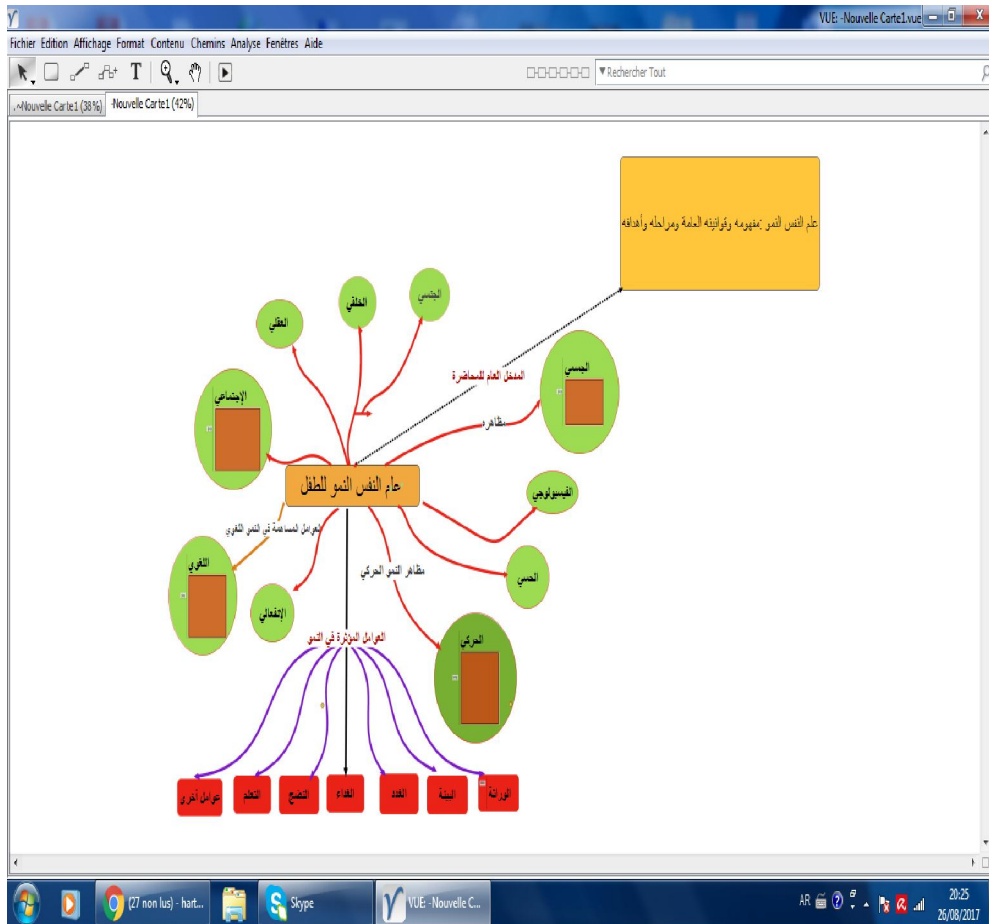 VUE: -Nouvelle Carte1.vue
Fichier Edition Affichage Format Contenu Chemins Analyse Fenêtres Aide
Rechercher Tout
-Nouvelle Carte1 (38%)
-Nouvelle Carte1 (42%)
علم النفس النمو :مفهومه وقوانينه العامة ومراحله وأهدافه
الجنسي
الخلقي
العقلي
المدخل العام للمحاضرة
الجسمي
الإجتماعي
مظاهره
عام النفس النمو للطفل
الفيسيولوجي
العوامل المساهمة في النمو اللغوي
اللغوي
مظاهر النمو الحركي
الحسي
الإنفعالي
العوامل المؤثرة في النمو
الحركي
الوراثة
البيئة
الغدد
الغذاء
النضج
التعلم
عوامل أخرى
(27 non lus) - hart...
Skype
VUE: -Nouvelle C...
AR
20:25
26/08/2017